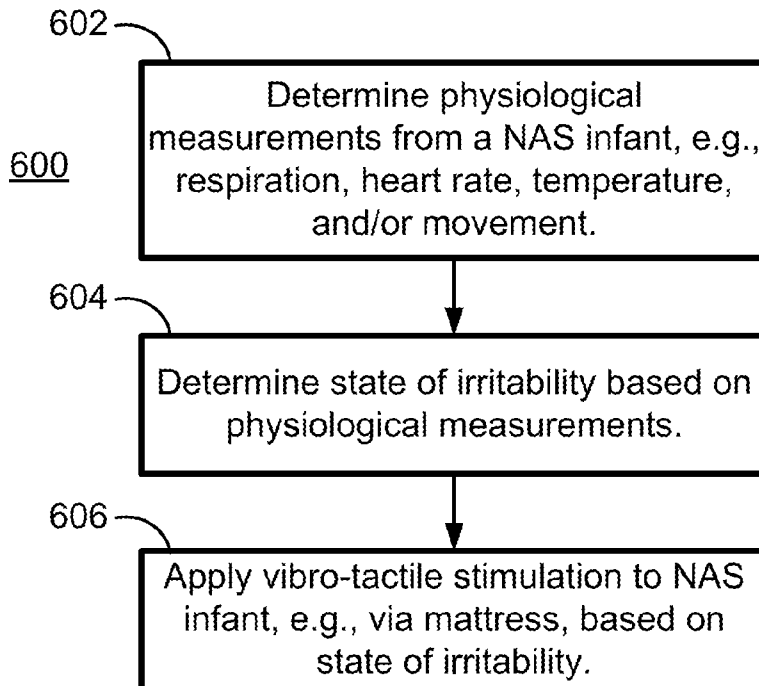 602
600
Determine physiological
measurements from a NAS infant, e.g.,
respiration, heart rate, temperature,
and/or movement.
604
Determine state of irritability based on
physiological measurements.
606
Apply vibro-tactile stimulation to NAS
infant, e.g., via mattress, based on
state of irritability.